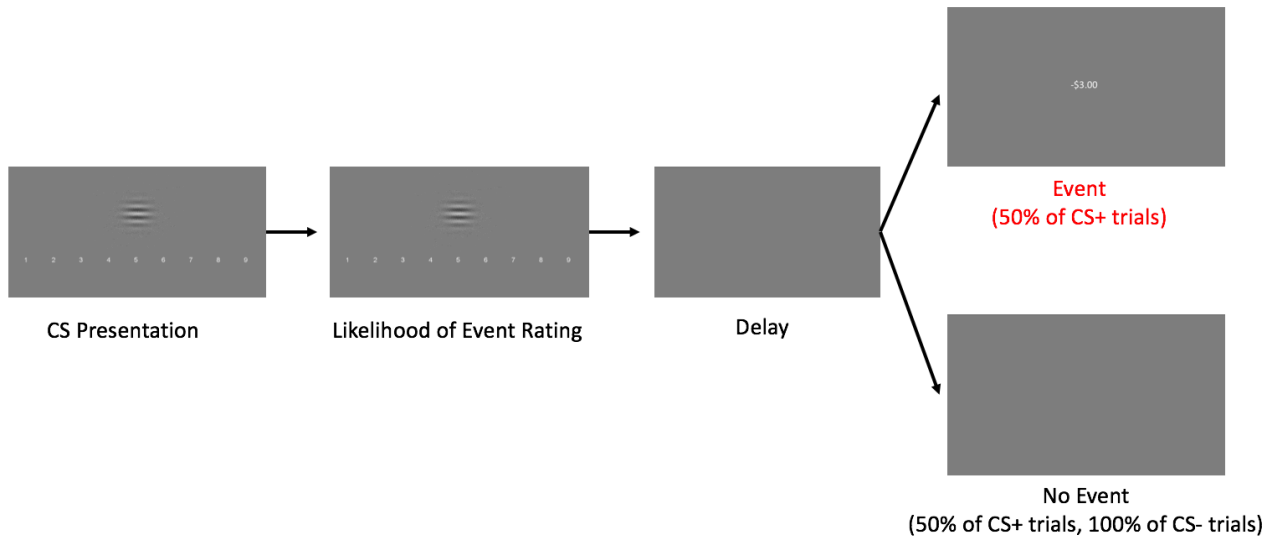 -$3.00
Event
(50% of CS+ trials)
1 2 3 4 5 6 7 8 9
1 2 3 4 5 6 7 8 9
CS Presentation
Likelihood of Event Rating
Delay
No Event
(50% of CS+ trials, 100% of CS- trials)